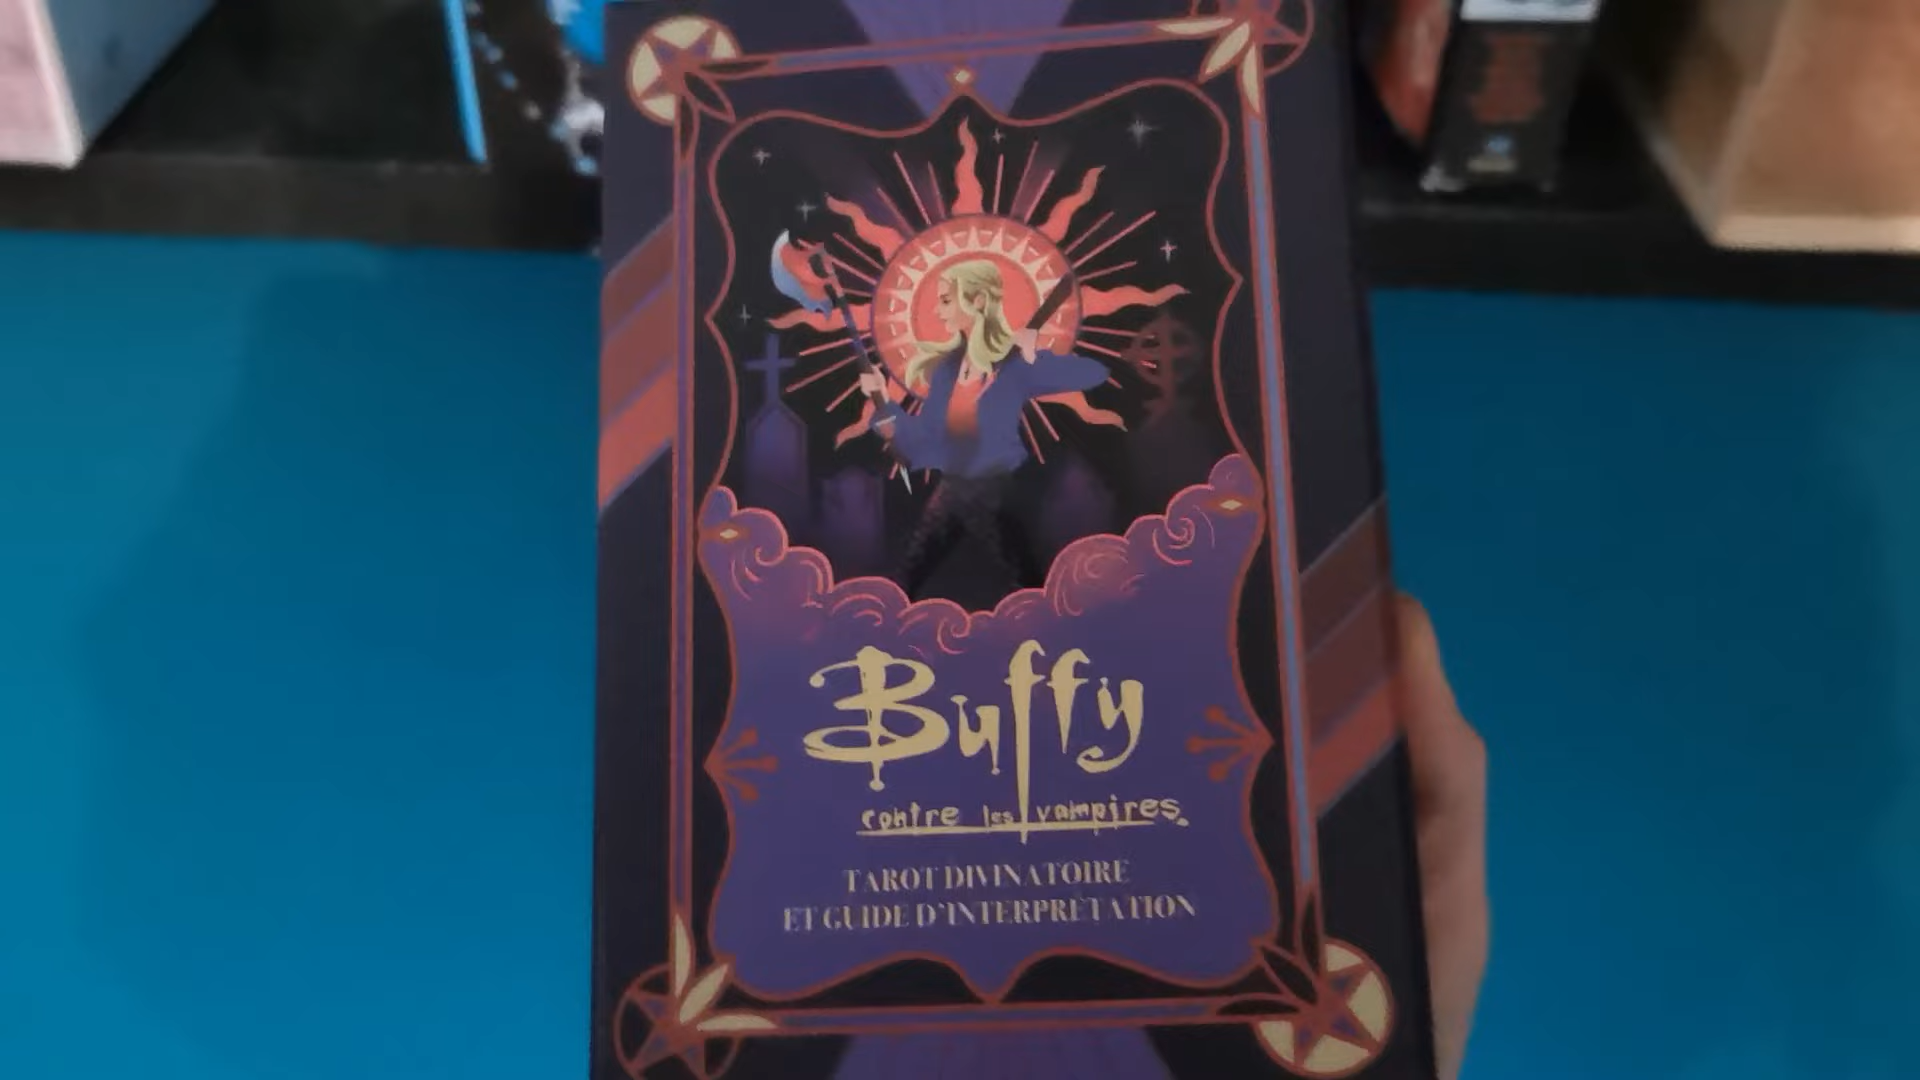 Buffy
contre les vampires.
TAROT DIVINATOIRE
ET GUIDE D'INTERPRÉTATION